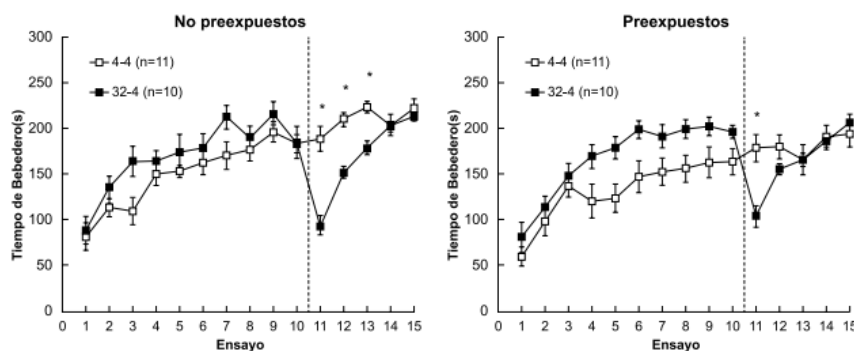 No preexpuestos
Tiempo de Bebedero(s)
300
250
200
150
100
50
0
4-4 (n=11)
32-4 (n=10)
* * *
0 1 2 3 4 5 6 7 8 9 10 11 12 13 14 15
Ensayo
Preexpuestos
Tiempo de Bebedero(s)
300
250
200
150
100
50
0
4-4 (n=11)
32-4 (n=10)
*
0 1 2 3 4 5 6 7 8 9 10 11 12 13 14 15
Ensayo